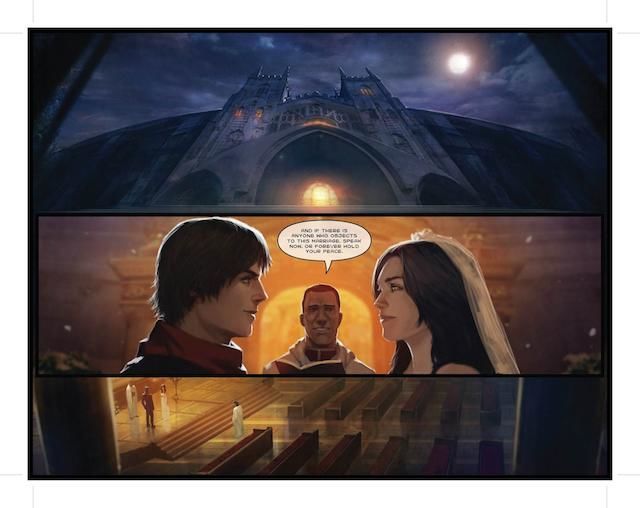 AND IF THERE IS
ANYONE WHO OBJECTS
TO THIS MARRIAGE, SPEAK
NOW, OR FOREVER HOLD
YOUR PEACE.